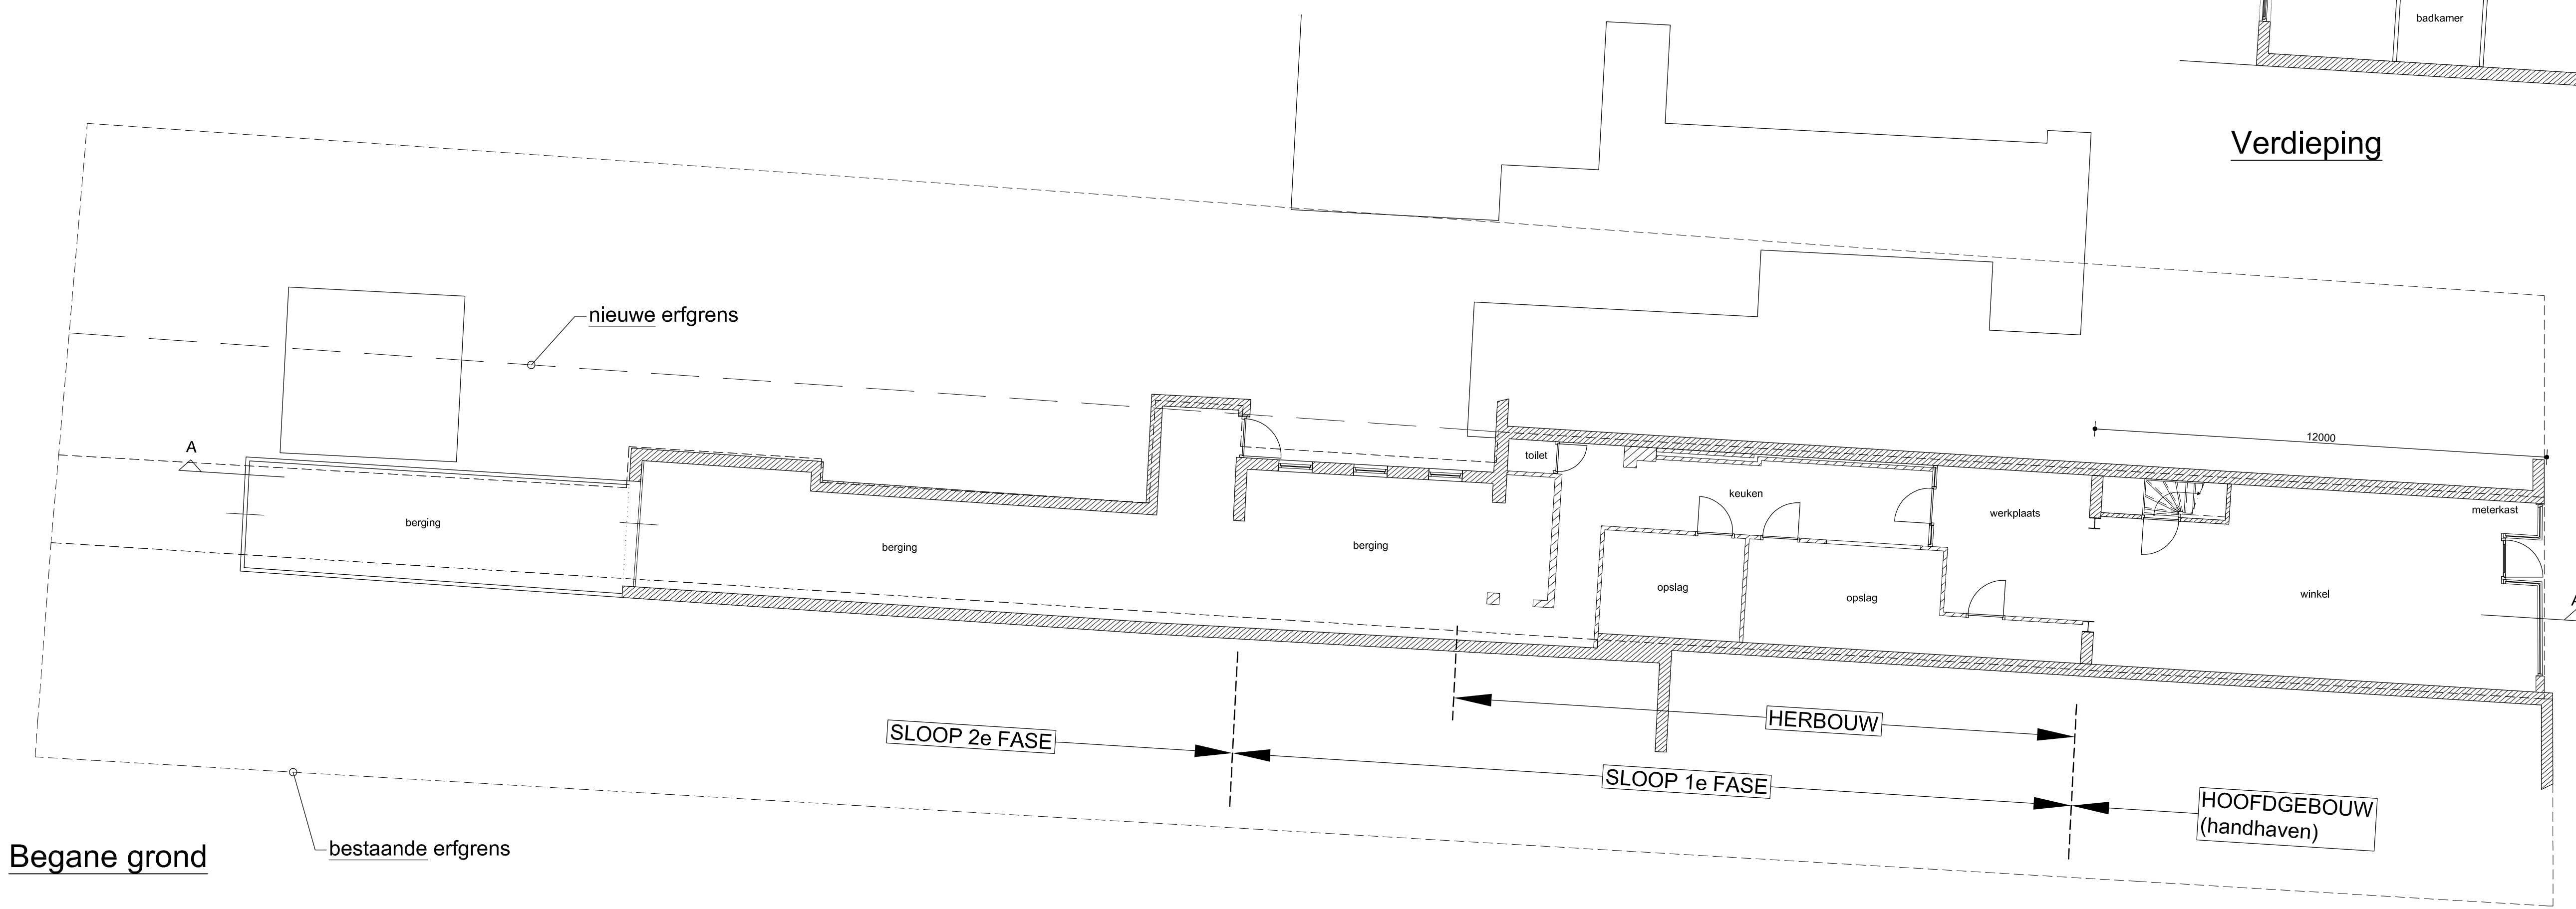 badkamer
Verdieping
nieuwe erfgrens
A
12000
toilet
keuken
meterkast
werkplaats
berging
berging
berging
opslag
opslag
winkel
A
HERBOUW
SLOOP 2e FASE
SLOOP 1e FASE
HOOFDGEBOUW
(handhaven)
bestaande erfgrens
Begane grond